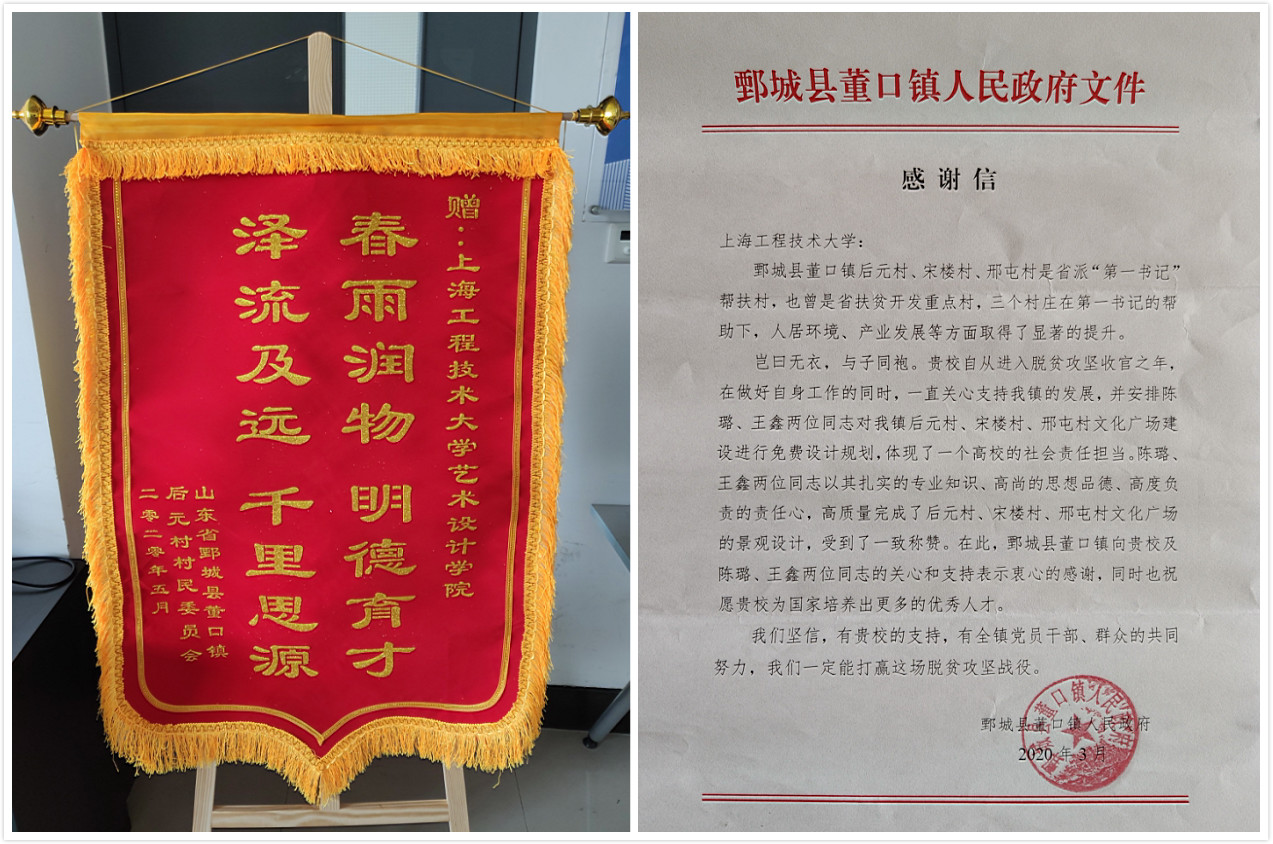 赠：上海工程技术大学艺术设计学院
春雨润物 明德育才
泽流及远 千里思源
山东省鄄城县董口镇
后元村村民委员会
二零二零年五月
鄄城县董口镇人民政府文件
感谢信
上海工程技术大学：
鄄城县董口镇后元村、宋楼村、邢屯村是省派“第一书记”
帮扶村，也曾是省扶贫开发重点村，三个村庄在第一书记的帮
助下，人居环境、产业发展等方面取得了显著的提升。
岂曰无衣，与子同袍。贵校自从进入脱贫攻坚收官之年，
在做好自身工作的同时，一直关心支持我镇的发展，并安排陈
璐、王鑫两位同志对我镇后元村、宋楼村、邢屯村文化广场建
设进行免费设计规划，体现了一个高校的社会责任担当。陈璐、
王鑫两位同志以其扎实的专业知识、高尚的思想品德、高度负
责的责任心，高质量完成了后元村、宋楼村、邢屯村文化广场
的景观设计，受到了一致称赞。在此，鄄城县董口镇向贵校及
陈璐、王鑫两位同志的关心和支持表示衷心的感谢，同时也祝
愿贵校为国家培养出更多的优秀人才。
我们坚信，有贵校的支持，有全镇党员干部、群众的共同
努力，我们一定能打赢这场脱贫攻坚战役。
鄄城县董口镇人民政府
2020 年 3 月